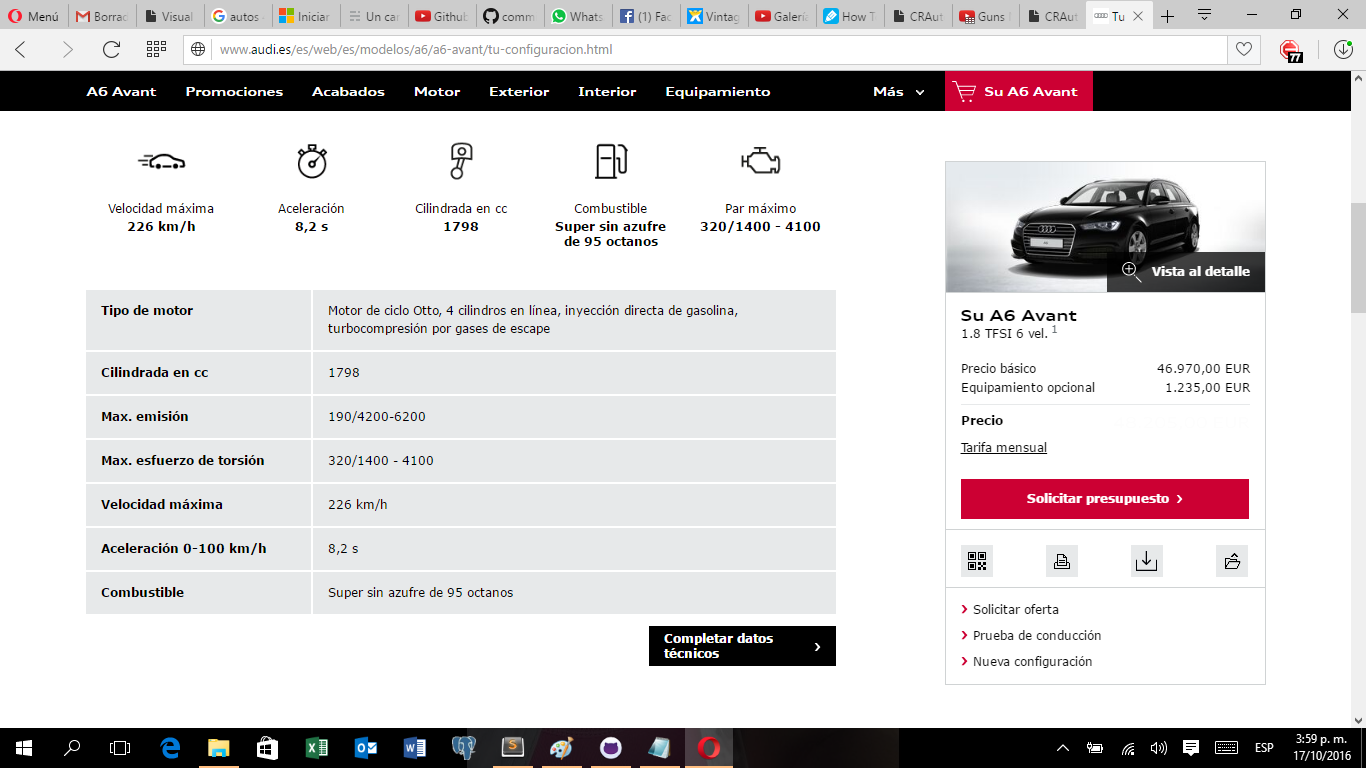 Menú
Borrac
Visual
autos -
Iniciar
Un car
Github
comm
Whats
(1) Fac
Vintag
Galería
How T
CRAut
Guns
CRAut
Tu
www.audi.es/es/web/es/modelos/a6/a6-avant/tu-configuracion.html
77
A6 Avant
Promociones
Acabados
Motor
Exterior
Interior
Equipamiento
Más
Su A6 Avant
Velocidad máxima
226 km/h
Aceleración
8,2 s
Cilindrada en cc
1798
Combustible
Super sin azufre
de 95 octanos
Par máximo
320/1400 - 4100
Tipo de motor
Motor de ciclo Otto, 4 cilindros en línea, inyección directa de gasolina,
turbocompresión por gases de escape
Cilindrada en cc
1798
Max. emisión
190/4200-6200
Max. esfuerzo de torsión
320/1400 - 4100
Velocidad máxima
226 km/h
Aceleración 0-100 km/h
8,2 s
Combustible
Super sin azufre de 95 octanos
Completar datos
técnicos
Vista al detalle
Su A6 Avant
1.8 TFSI 6 vel. 1
Precio básico
46.970,00 EUR
Equipamiento opcional
1.235,00 EUR
Precio
Tarifa mensual
Solicitar presupuesto
Solicitar oferta
Prueba de conducción
Nueva configuración
ESP
3:59 p. m.
17/10/2016